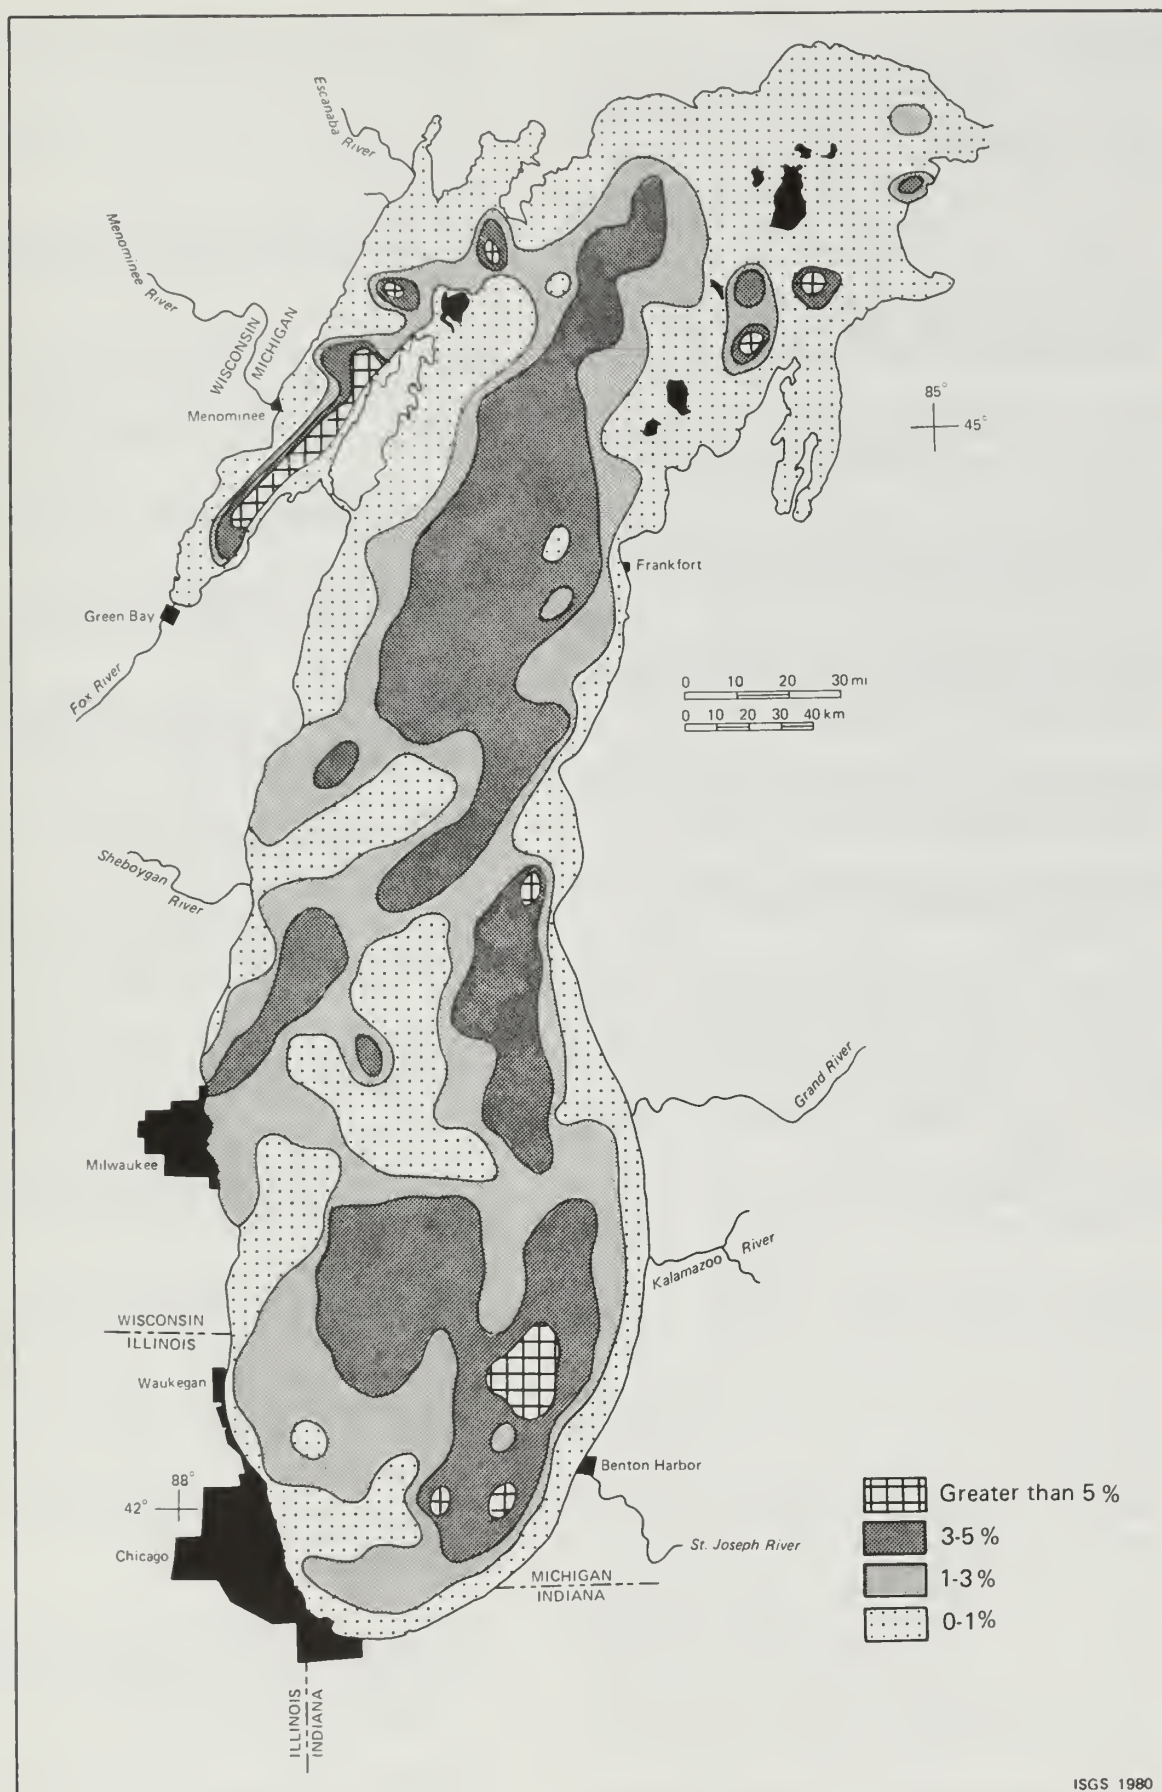 Escanaba
River
Menominee
River
WISCONSIN
MICHIGAN
Menominee
85°
45°
Frankfort
Green Bay
Fox River
0 10 20 30 mi
0 10 20 30 40 km
Sheboygan
River
Grand River
Milwaukee
Kalamazoo
River
WISCONSIN
ILLINOIS
Waukegan
Benton Harbor
88°
42°
Chicago
St. Joseph River
MICHIGAN
INDIANA
Greater than 5 %
3-5 %
1-3 %
0-1%
ILLINOIS
INDIANA
ISGS 1980